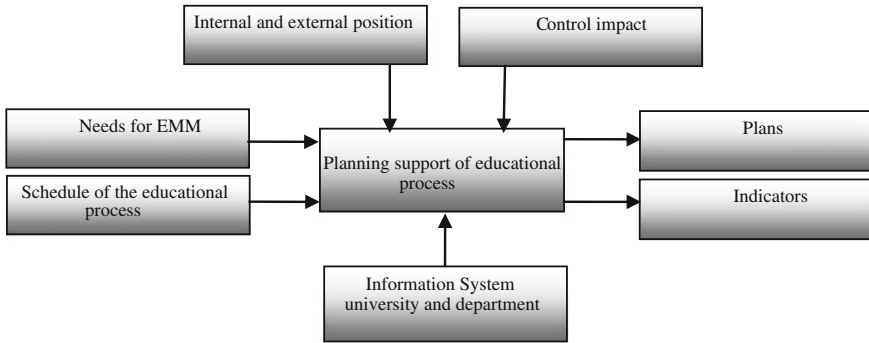 Internal and external position
Control impact
Needs for EMM
Schedule of the educational
process
Planning support of educational
process
Plans
Indicators
Information System
university and department